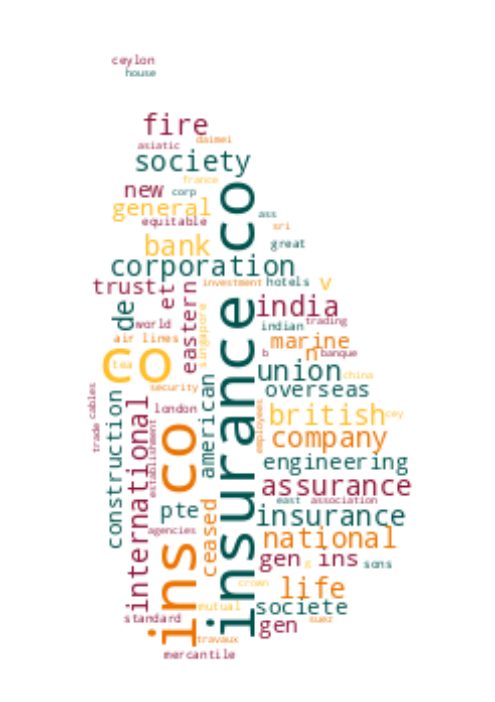 ceylon
house
fire
daimei
asiatic
society
france
new
corp
general
equitable
ass
sri
bank
great
corporation
trust
et
investment
hotels
v
de
eastern
india
world
singapore
indian
trading
air lines
marine
co
tea
b
n
banque
union
china
security
overseas
trade cables
london
american
employees
british
cey
construction
international
establishment
company
engineering
assurance
east
association
pte
ceased
insurance
agencies
national
ins co
insurance co
gen
g
ins
sons
crown
life
mutual
societe
standard
suez
gen
travaux
mercantile